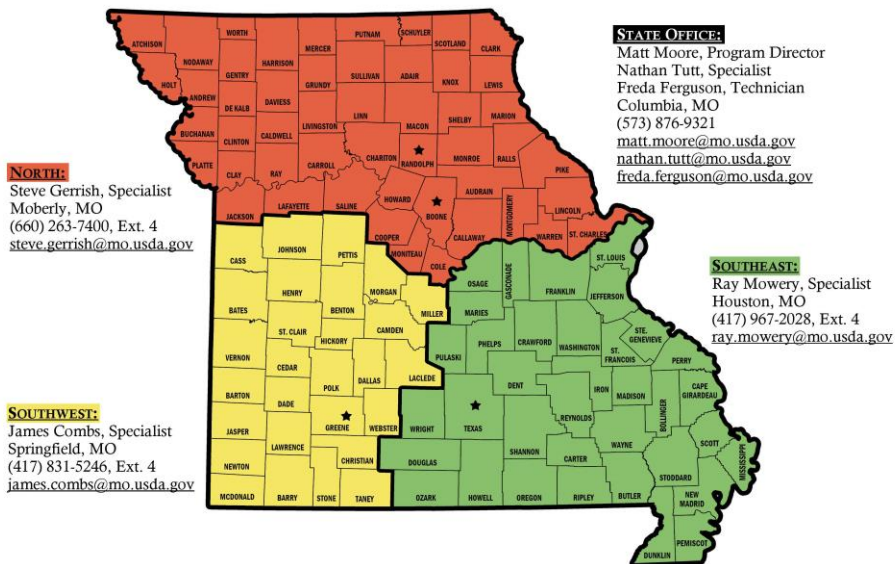 STATE OFFICE:
Matt Moore, Program Director
Nathan Tutt, Specialist
Freda Ferguson, Technician
Columbia, MO
(573) 876-9321
matt.moore@mo.usda.gov
nathan.tutt@mo.usda.gov
freda.ferguson@mo.usda.gov
NORTH:
Steve Gerrish, Specialist
Moberly, MO
(660) 263-7400, Ext. 4
steve.gerrish@mo.usda.gov
SOUTHEAST:
Ray Mowery, Specialist
Houston, MO
(417) 967-2028, Ext. 4
ray.mowery@mo.usda.gov
SOUTHWEST:
James Combs, Specialist
Springfield, MO
(417) 831-5246, Ext. 4
james.combs@mo.usda.gov
ATCHISON
WORTH
PUTNAM
SCHUYLER
SCOTLAND
CLARK
NODAWAY
HARRISON
MERCER
GENTRY
SULLIVAN
ADAIR
KNOX
LEWIS
HOLT
ANDREW
DE KALB
DAVIESS
GRUNDY
LINN
MACON
SHELBY
MARION
BUCHANAN
CLINTON
CALDWELL
LIVINGSTON
CHARITON
RANDOLPH
MONROE
RALLS
PLATTE
CLAY
RAY
CARROLL
PIKE
HOWARD
AUDRAIN
JACKSON
LAFAYETTE
SALINE
BOONE
CALLAWAY
MONTGOMERY
LINCOLN
WARREN
ST. CHARLES
COOPER
MONITEAU
COLE
CASS
JOHNSON
PETTIS
MORGAN
MILLER
OSAGE
GASCONADE
FRANKLIN
ST. LOUIS
JEFFERSON
BATES
HENRY
BENTON
CAMDEN
MARIES
ST. CLAIR
HICKORY
VERNON
CEDAR
POLK
DALLAS
LACLEDE
PULASKI
PHELPS
CRAWFORD
WASHINGTON
ST.
FRANCOIS
STE.
GENEVIEVE
PERRY
BARTON
DADE
GREENE
WEBSTER
WRIGHT
TEXAS
DENT
IRON
MADISON
BOLLINGER
CAPE
GIRARDEAU
REYNOLDS
JASPER
LAWRENCE
CHRISTIAN
DOUGLAS
SHANNON
CARTER
WAYNE
SCOTT
MISSISSIPPI
STODDARD
NEWTON
MCDONALD
BARRY
STONE
TANEY
OZARK
HOWELL
OREGON
RIPLEY
BUTLER
NEW
MADRID
PEMISCOT
DUNKLIN